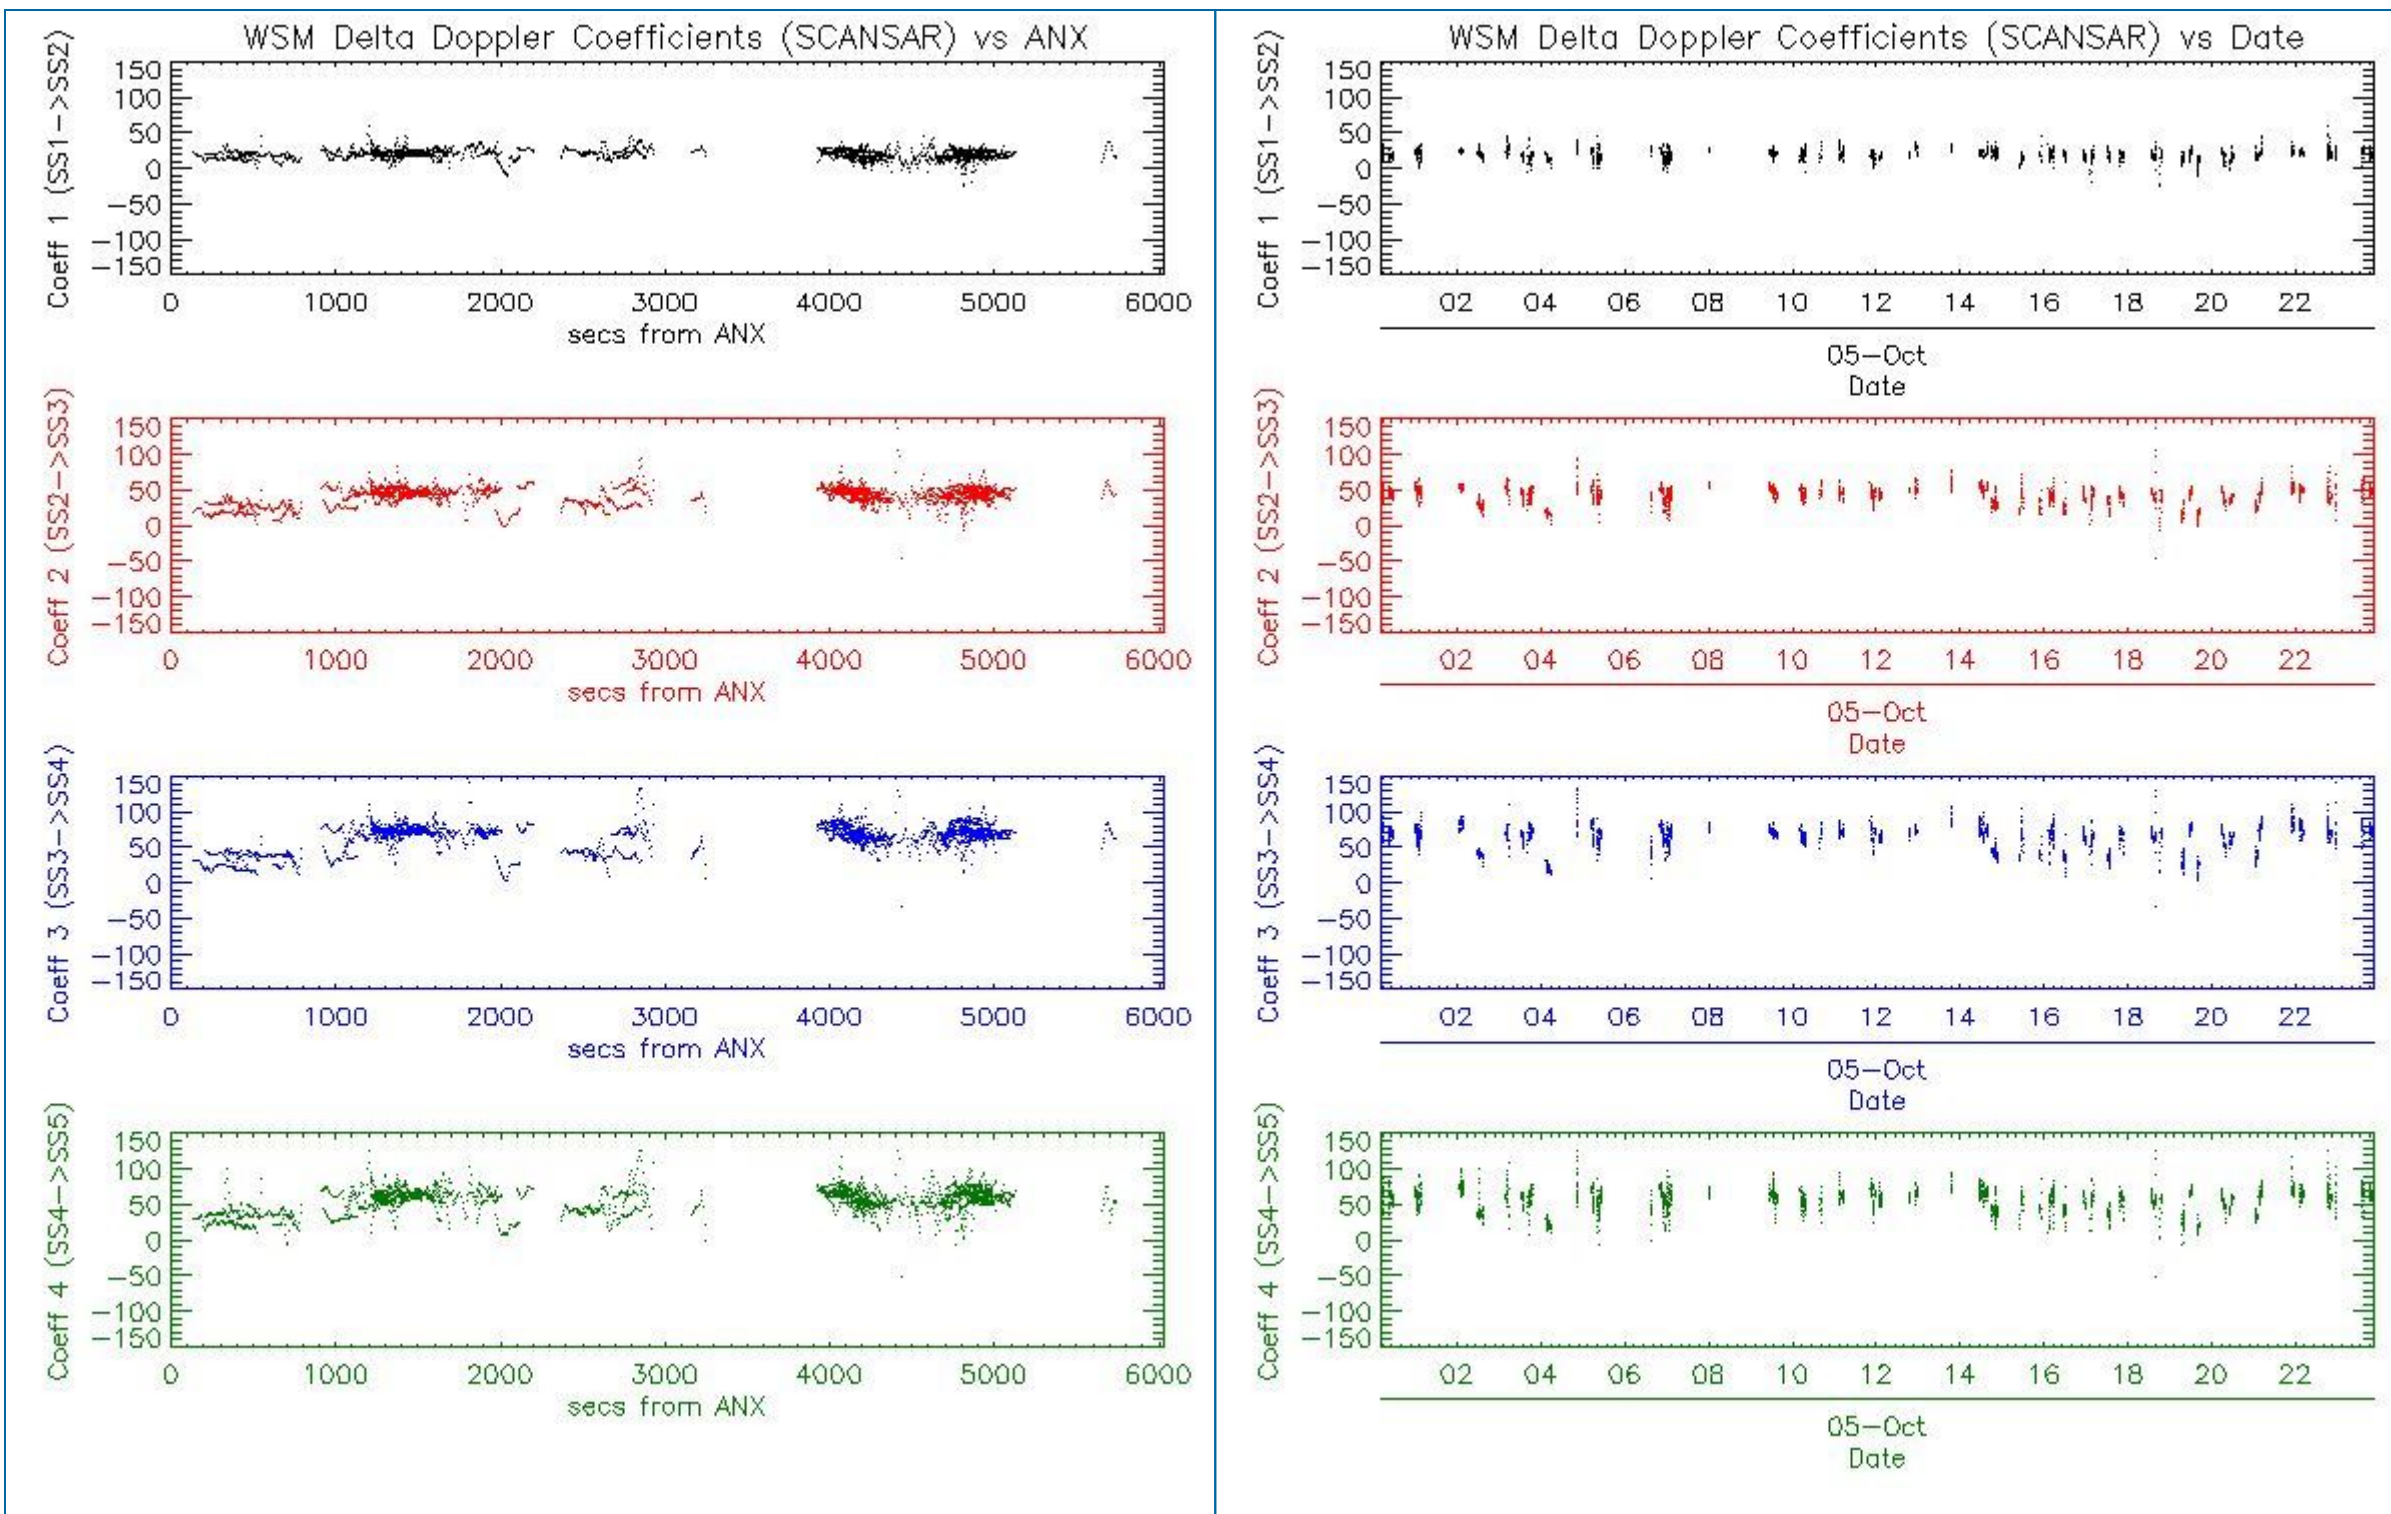 WSM Delta Doppler Coefficients (SCANSAR) vs ANX
Coeff 1 (SS1->SS2)
150
100
50
0
-50
-100
-150
0 1000 2000 3000 4000 5000 6000
secs from ANX
Coeff 2 (SS2->SS3)
150
100
50
0
-50
-100
-150
0 1000 2000 3000 4000 5000 6000
secs from ANX
Coeff 3 (SS3->SS4)
150
100
50
0
-50
-100
-150
0 1000 2000 3000 4000 5000 6000
secs from ANX
Coeff 4 (SS4->SS5)
150
100
50
0
-50
-100
-150
0 1000 2000 3000 4000 5000 6000
secs from ANX
WSM Delta Doppler Coefficients (SCANSAR) vs Date
Coeff 1 (SS1->SS2)
150
100
50
0
-50
-100
-150
02 04 06 08 10 12 14 16 18 20 22
05-Oct
Date
Coeff 2 (SS2->SS3)
150
100
50
0
-50
-100
-150
02 04 06 08 10 12 14 16 18 20 22
05-Oct
Date
Coeff 3 (SS3->SS4)
150
100
50
0
-50
-100
-150
02 04 06 08 10 12 14 16 18 20 22
05-Oct
Date
Coeff 4 (SS4->SS5)
150
100
50
0
-50
-100
-150
02 04 06 08 10 12 14 16 18 20 22
05-Oct
Date